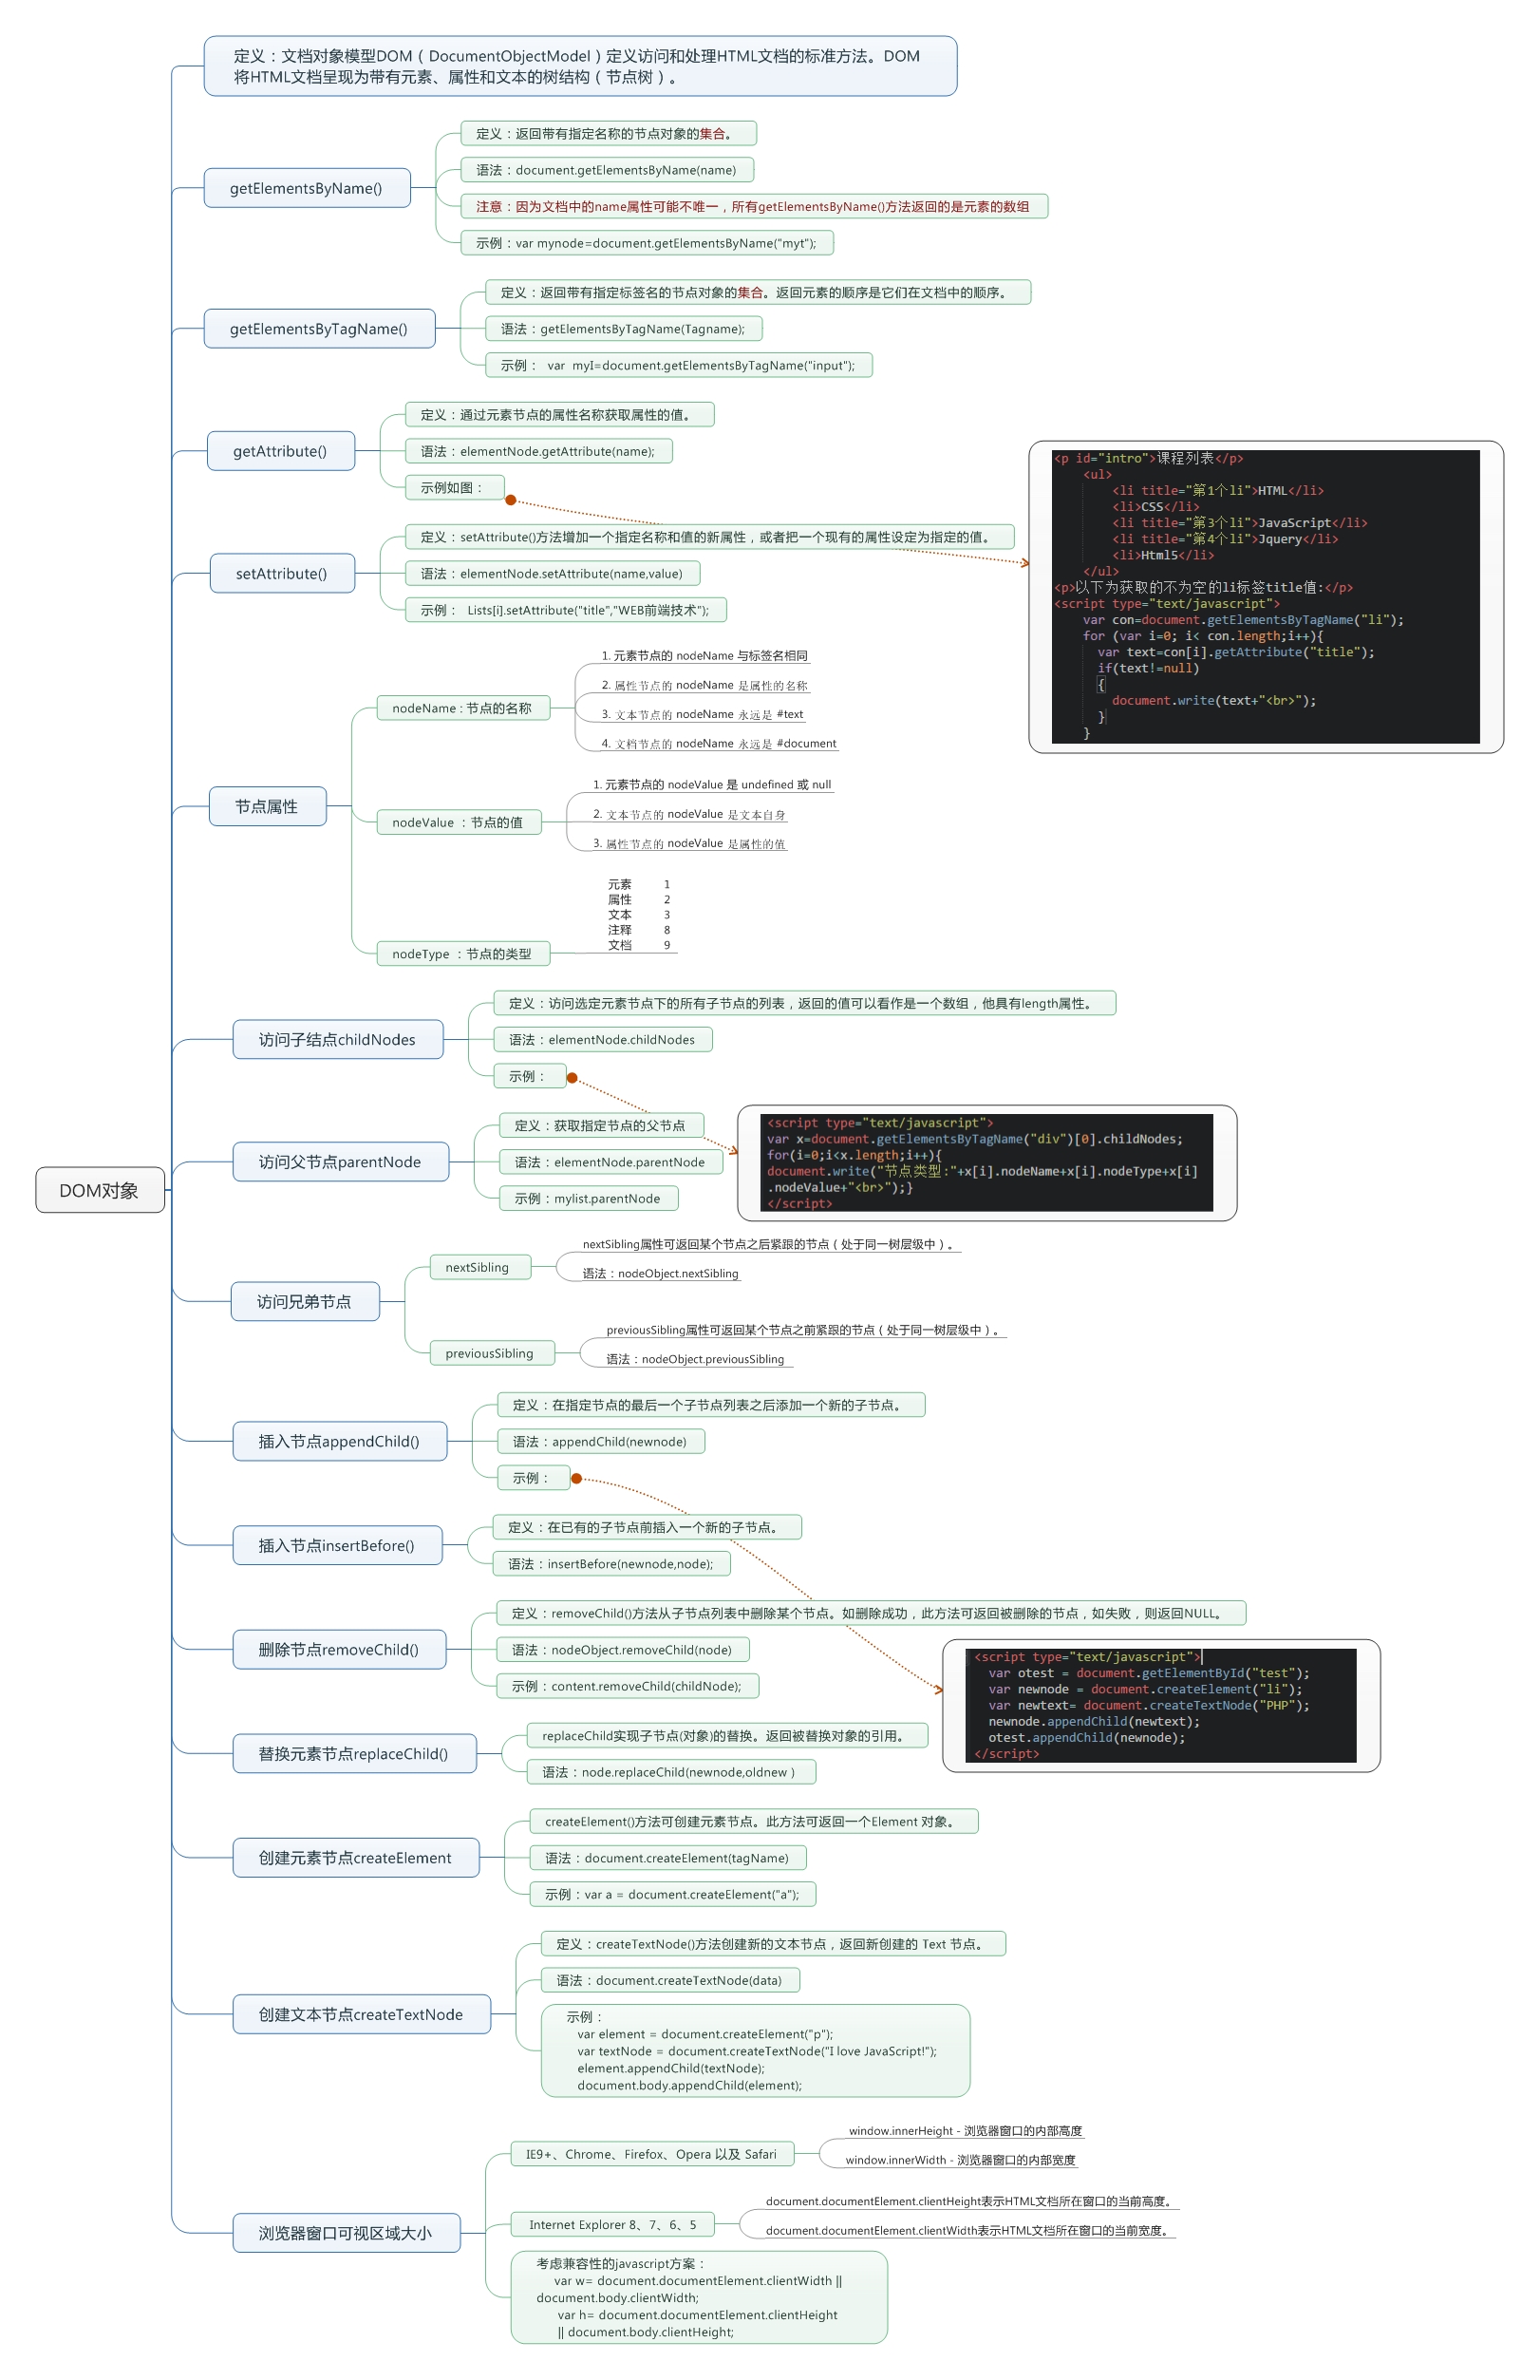 定义：文档对象模型DOM（DocumentObjectModel）定义访问和处理HTML文档的标准方法。DOM
将HTML文档呈现为带有元素、属性和文本的树结构（节点树）。
getElementsByName()
定义：返回带有指定名称的节点对象的集合。
语法：document.getElementsByName(name)
注意：因为文档中的name属性可能不唯一，所有getElementsByName()方法返回的是元素的数组
示例：var mynode=document.getElementsByName("myt");
getElementsByTagName()
定义：返回带有指定标签名的节点对象的集合。返回元素的顺序是它们在文档中的顺序。
语法：getElementsByTagName(Tagname);
示例： var myI=document.getElementsByTagName("input");
getAttribute()
定义：通过元素节点的属性名称获取属性的值。
语法：elementNode.getAttribute(name);
示例如图：
<p id="intro">课程列表</p>
<ul>
<li title="第1个li">HTML</li>
<li>CSS</li>
<li title="第3个li">JavaScript</li>
<li title="第4个li">Jquery</li>
<li>Html5</li>
</ul>
<p>以下为获取的不为空的li标签title值:</p>
<script type="text/javascript">
var con=document.getElementsByTagName("li");
for (var i=0; i< con.length;i++){
var text=con[i].getAttribute("title");
if(text!=null)
{
document.write(text+"<br>");
}
}
setAttribute()
定义：setAttribute()方法增加一个指定名称和值的新属性，或者把一个现有的属性设定为指定的值。
语法：elementNode.setAttribute(name,value)
示例： Lists[i].setAttribute("title","WEB前端技术");
节点属性
nodeName : 节点的名称
1. 元素节点的 nodeName 与标签名相同
2. 属性节点的 nodeName 是属性的名称
3. 文本节点的 nodeName 永远是 #text
4. 文档节点的 nodeName 永远是 #document
nodeValue ：节点的值
1. 元素节点的 nodeValue 是 undefined 或 null
2. 文本节点的 nodeValue 是文本自身
3. 属性节点的 nodeValue 是属性的值
nodeType ：节点的类型
元素 1
属性 2
文本 3
注释 8
文档 9
DOM对象
访问子结点childNodes
定义：访问选定元素节点下的所有子节点的列表，返回的值可以看作是一个数组，他具有length属性。
语法：elementNode.childNodes
示例：
<script type="text/javascript">
var x=document.getElementsByTagName("div")[0].childNodes;
for(i=0;i<x.length;i++){
document.write("节点类型:"+x[i].nodeName+x[i].nodeType+x[i]
.nodeValue+"<br>");}
</script>
访问父节点parentNode
定义：获取指定节点的父节点
语法：elementNode.parentNode
示例：mylist.parentNode
访问兄弟节点
nextSibling
nextSibling属性可返回某个节点之后紧跟的节点（处于同一树层级中）。
语法：nodeObject.nextSibling
previousSibling
previousSibling属性可返回某个节点之前紧跟的节点（处于同一树层级中）。
语法：nodeObject.previousSibling
插入节点appendChild()
定义：在指定节点的最后一个子节点列表之后添加一个新的子节点。
语法：appendChild(newnode)
示例：
<script type="text/javascript">
var otest = document.getElementById("test");
var newnode = document.createElement("li");
var newtext= document.createTextNode("PHP");
newnode.appendChild(newtext);
otest.appendChild(newnode);
</script>
插入节点insertBefore()
定义：在已有的子节点前插入一个新的子节点。
语法：insertBefore(newnode,node);
删除节点removeChild()
定义：removeChild()方法从子节点列表中删除某个节点。如删除成功，此方法可返回被删除的节点，如失败，则返回NULL。
语法：nodeObject.removeChild(node)
示例：content.removeChild(childNode);
替换元素节点replaceChild()
replaceChild实现子节点(对象)的替换。返回被替换对象的引用。
语法：node.replaceChild(newnode,oldnew )
创建元素节点createElement
createElement()方法可创建元素节点。此方法可返回一个Element 对象。
语法：document.createElement(tagName)
示例：var a = document.createElement("a");
创建文本节点createTextNode
定义：createTextNode()方法创建新的文本节点，返回新创建的 Text 节点。
语法：document.createTextNode(data)
示例：
var element = document.createElement("p");
var textNode = document.createTextNode("I love JavaScript!");
element.appendChild(textNode);
document.body.appendChild(element);
浏览器窗口可视区域大小
IE9+、Chrome、Firefox、Opera 以及 Safari
window.innerHeight - 浏览器窗口的内部高度
window.innerWidth - 浏览器窗口的内部宽度
Internet Explorer 8、7、6、5
document.documentElement.clientHeight表示HTML文档所在窗口的当前高度。
document.documentElement.clientWidth表示HTML文档所在窗口的当前宽度。
考虑兼容性的javascript方案：
var w= document.documentElement.clientWidth ||
document.body.clientWidth;
var h= document.documentElement.clientHeight
|| document.body.clientHeight;